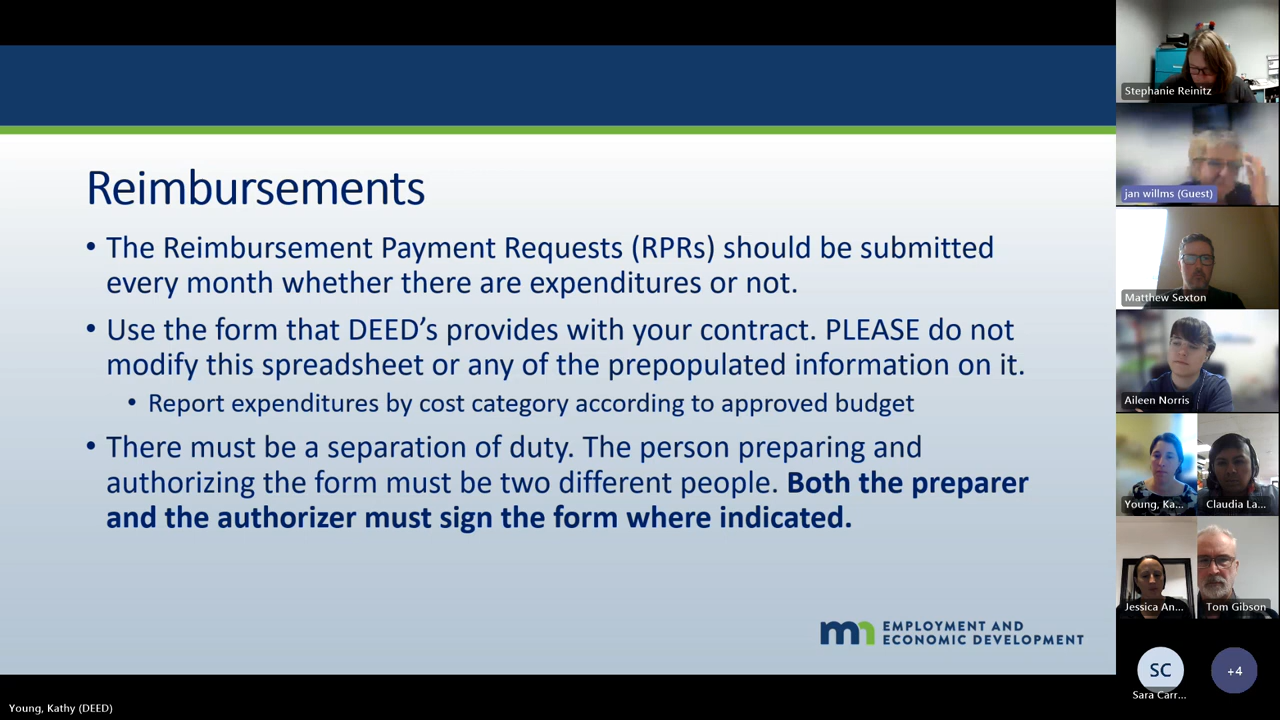 Reimbursements
• The Reimbursement Payment Requests (RPRs) should be submitted
every month whether there are expenditures or not.
• Use the form that DEED’s provides with your contract. PLEASE do not
modify this spreadsheet or any of the prepopulated information on it.
• Report expenditures by cost category according to approved budget
• There must be a separation of duty. The person preparing and
authorizing the form must be two different people. Both the preparer
and the authorizer must sign the form where indicated.
mn EMPLOYMENT AND
ECONOMIC DEVELOPMENT
Young, Kathy (DEED)
Stephanie Reinitz
jan willms (Guest)
Matthew Sexton
Aileen Norris
Young, Ka...
Claudia La...
Jessica An...
Tom Gibson
SC
Sara Carr...
+4